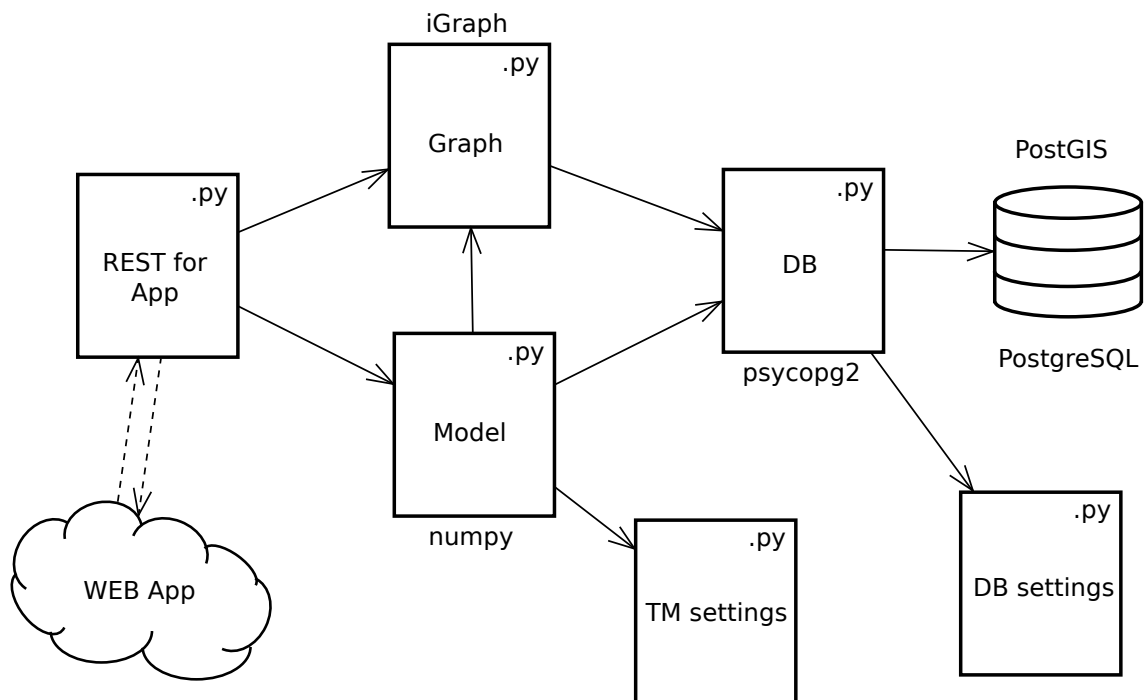 iGraph
.py
Graph
PostGIS
.py
REST for
App
.py
DB
psycopg2
PostgreSQL
.py
Model
numpy
WEB App
.py
TM settings
.py
DB settings